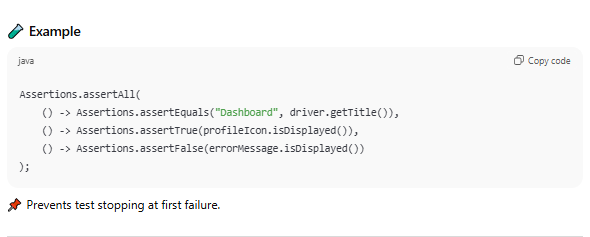 Example
java
Copy code
Assertions.assertAll(
    () -> Assertions.assertEquals("Dashboard", driver.getTitle()),
    () -> Assertions.assertTrue(profileIcon.isDisplayed()),
    () -> Assertions.assertFalse(errorMessage.isDisplayed())
);
Prevents test stopping at first failure.